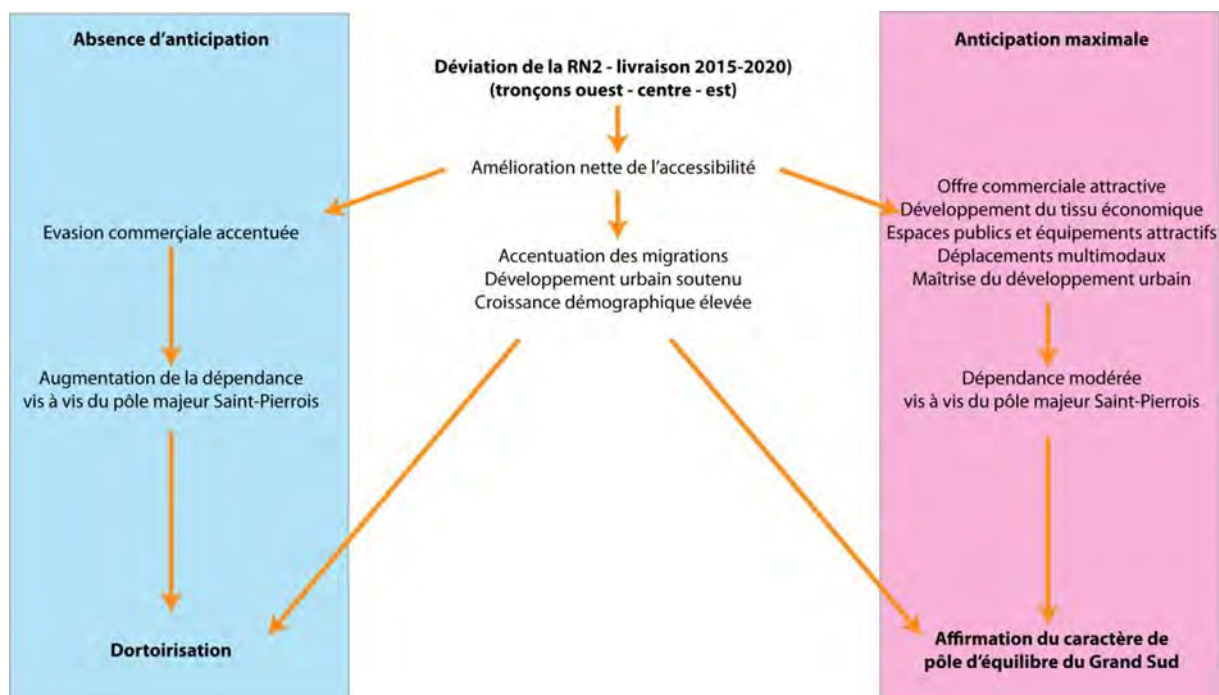 Absence d'anticipation
Evasion commerçiale accentuée
Augmentation de la dépendance
vis à vis du pôle majeur Saint-Pierrois
Dortoirisation
Déviation de la RN2 - livraison 2015-2020)
(tronçons ouest - centre - est)
Amélioration nette de l'accessibilité
Accentuation des migrations
Développement urbain soutenu
Croissance démographique élevée
Anticipation maximale
Offre commerciale attractive
Développement du tissu économique
Espaces publics et équipements attractifs
Déplacements multimodaux
Maîtrise du développement urbain
Dépendance modérée
vis à vis du pôle majeur Saint-Pierrois
Affirmation du caractère de
pôle d'équilibre du Grand Sud